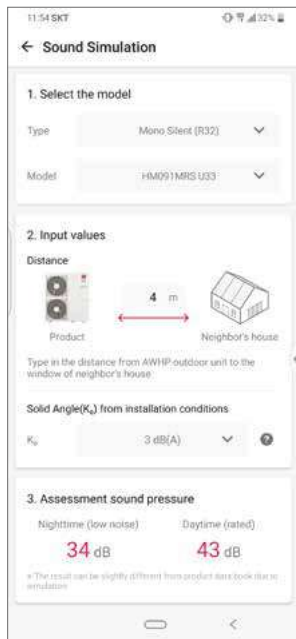 11:54 SKT
32%
← Sound Simulation
1. Select the model
Type Mono Silent (R32)
Model HM091MRS U33
2. Input values
Distance
4 m
Product Neighbor's house
Type in the distance from AWHP outdoor unit to the
window of neighbor's house
Solid Angle(K₀) from installation conditions
K₀ 3 dB(A) ?
3. Assessment sound pressure
Nighttime (low noise) Daytime (rated)
34 dB 43 dB
※ The result can be slightly different from product data book due to
simulation